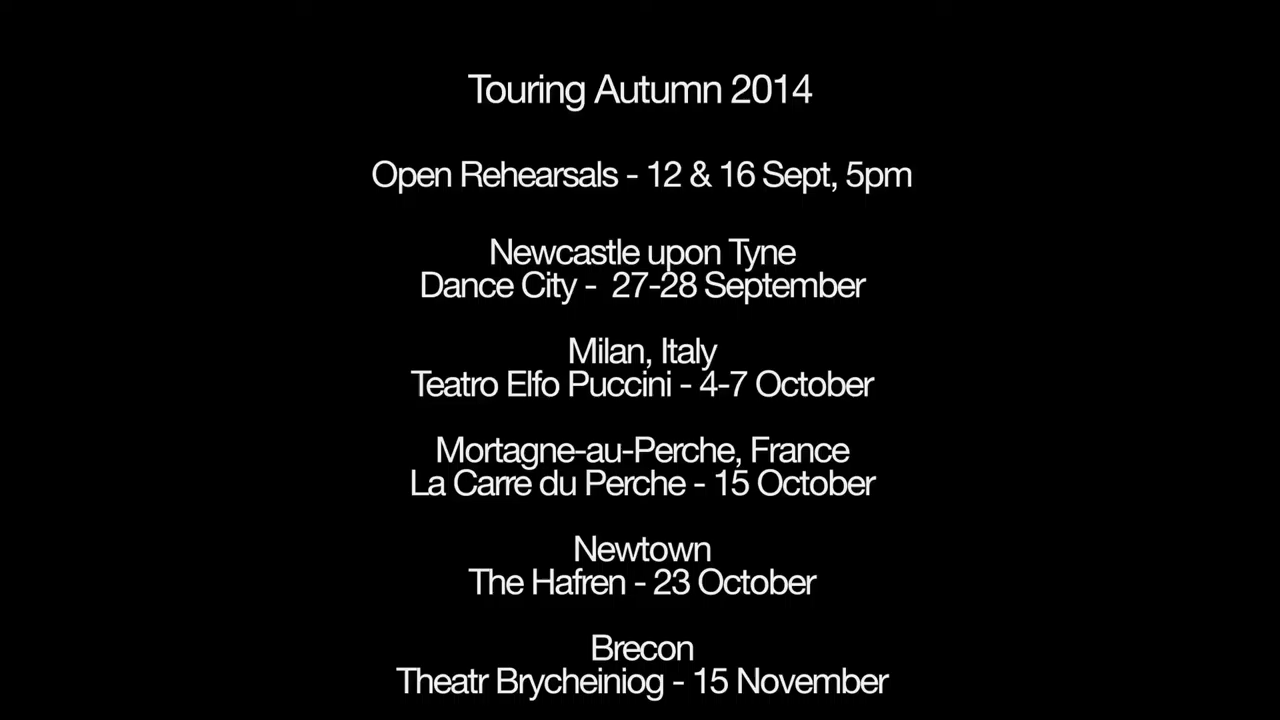 Touring Autumn 2014
Open Rehearsals - 12 & 16 Sept, 5pm
Newcastle upon Tyne
Dance City -  27-28 September
Milan, Italy
Teatro Elfo Puccini - 4-7 October
Mortagne-au-Perche, France
La Carre du Perche - 15 October
Newtown
The Hafren - 23 October
Brecon
Theatr Brycheiniog - 15 November